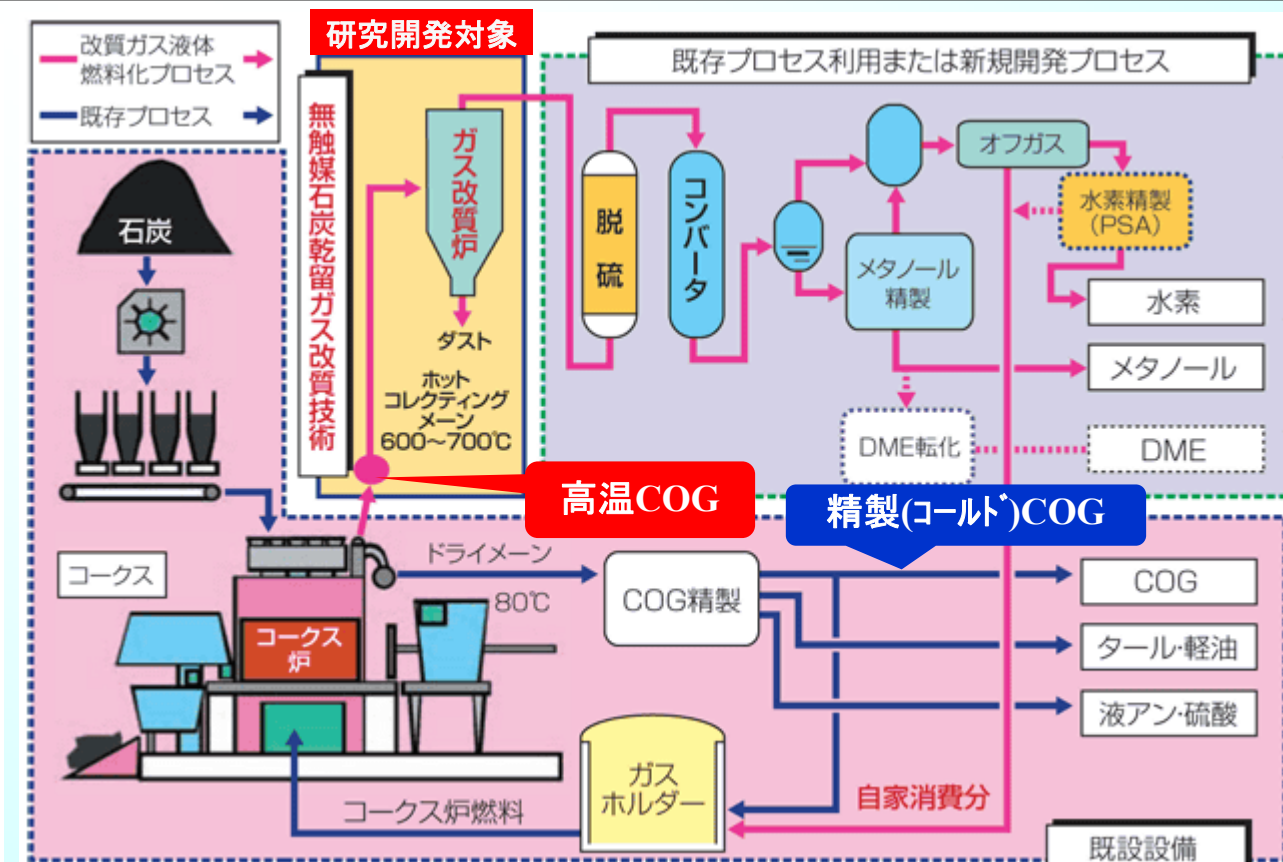 改質ガス液体
燃料化プロセス
既存プロセス
研究開発対象
既存プロセス利用または新規開発プロセス
無触媒石炭乾留ガス改質技術
ガス改質炉
ダスト
ホット
コレクティング
メーン
600～700℃
脱硫
コンバータ
オフガス
水素精製
(PSA)
メタノール
精製
水素
メタノール
DME転化
DME
石炭
高温COG
精製(ｺｰﾙﾄﾞ)COG
コークス
ドライメーン
80℃
COG精製
COG
タール・軽油
液アン・硫酸
コークス
炉
ガス
ホルダー
自家消費分
コークス炉燃料
既設設備